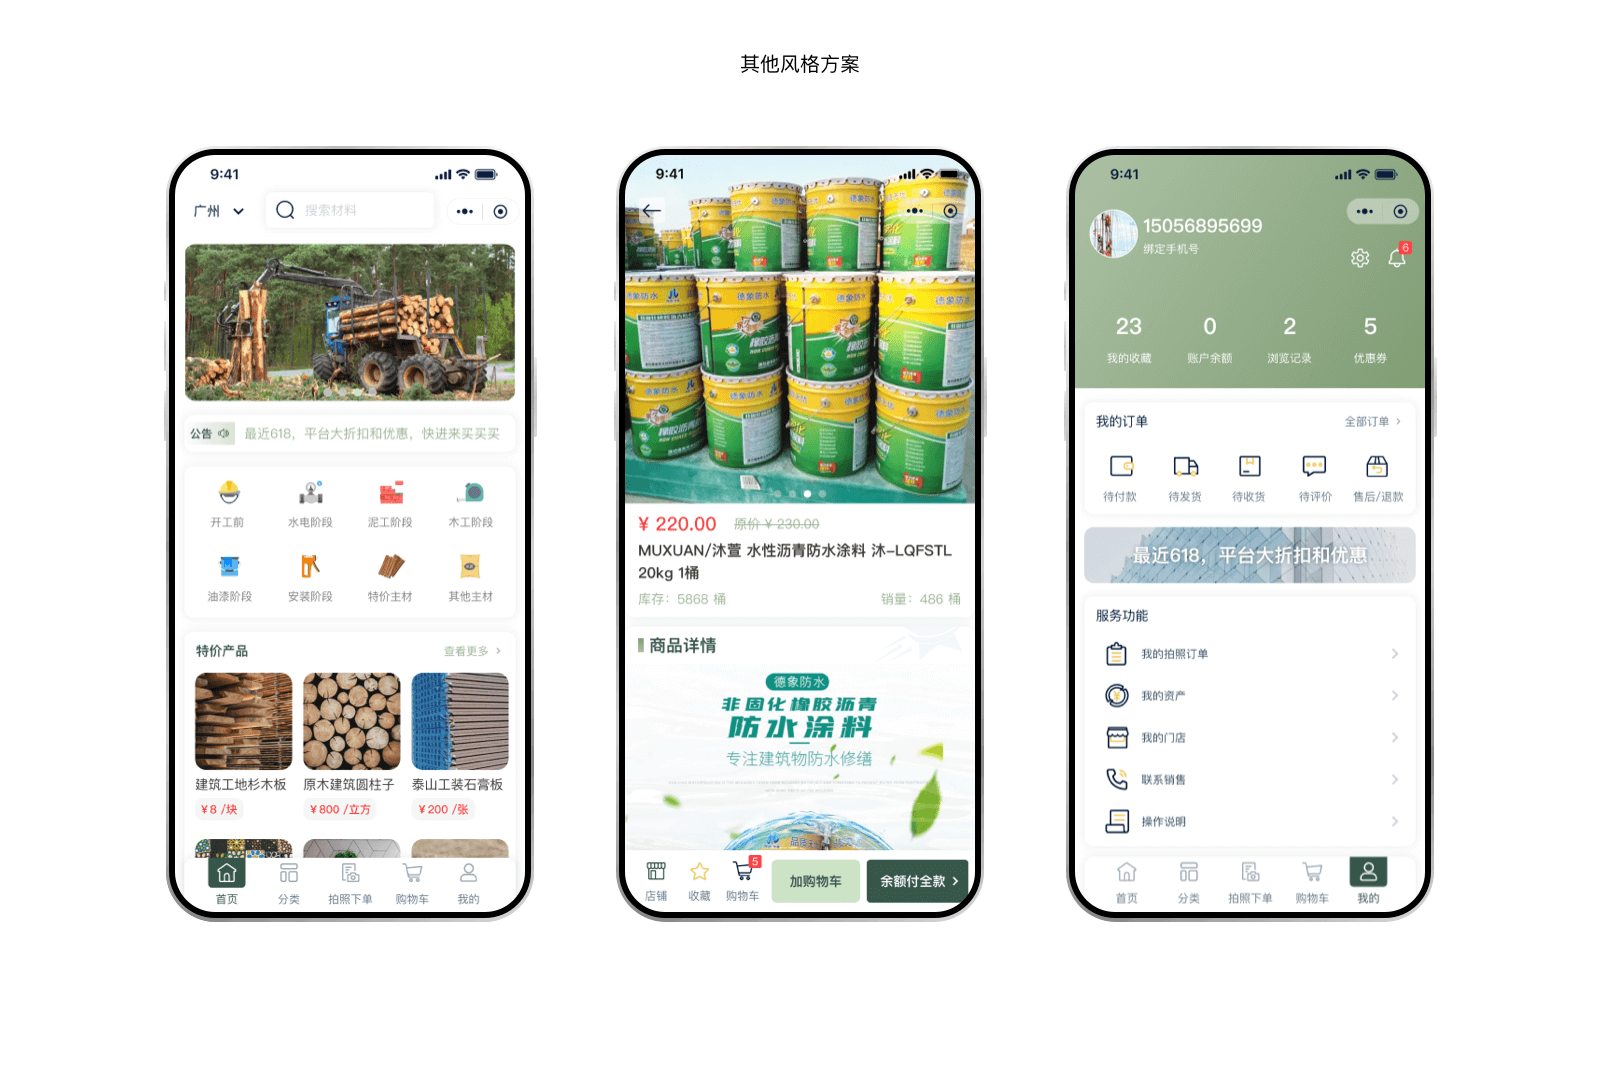 其他风格方案
9:41
广州
搜索材料
公告
最近618，平台大折扣和优惠，快进来买买买
开工前
水电阶段
泥工阶段
木工阶段
油漆阶段
安装阶段
特价主材
其他主材
特价产品
查看更多
建筑工地杉木板
原木建筑圆柱子
泰山工装石膏板
¥8 /块
¥800 /立方
¥200 /张
首页
分类
拍照下单
购物车
我的
9:41
德象防水
¥ 220.00
原价 ¥ 230.00
MUXUAN/沐萱 水性沥青防水涂料 沐-LQFSTL
20kg 1桶
库存：5868 桶
销量：486 桶
商品详情
德象防水
非固化橡胶沥青
防水涂料
专注建筑物防水修缮
店铺
收藏
5
购物车
加购物车
余额付全款
9:41
15056895699
绑定手机号
6
23
0
2
5
我的收藏
账户余额
浏览记录
优惠券
我的订单
全部订单
待付款
待发货
待收货
待评价
售后/退款
最近618，平台大折扣和优惠
服务功能
我的拍照订单
我的资产
我的门店
联系销售
操作说明
首页
分类
拍照下单
购物车
我的